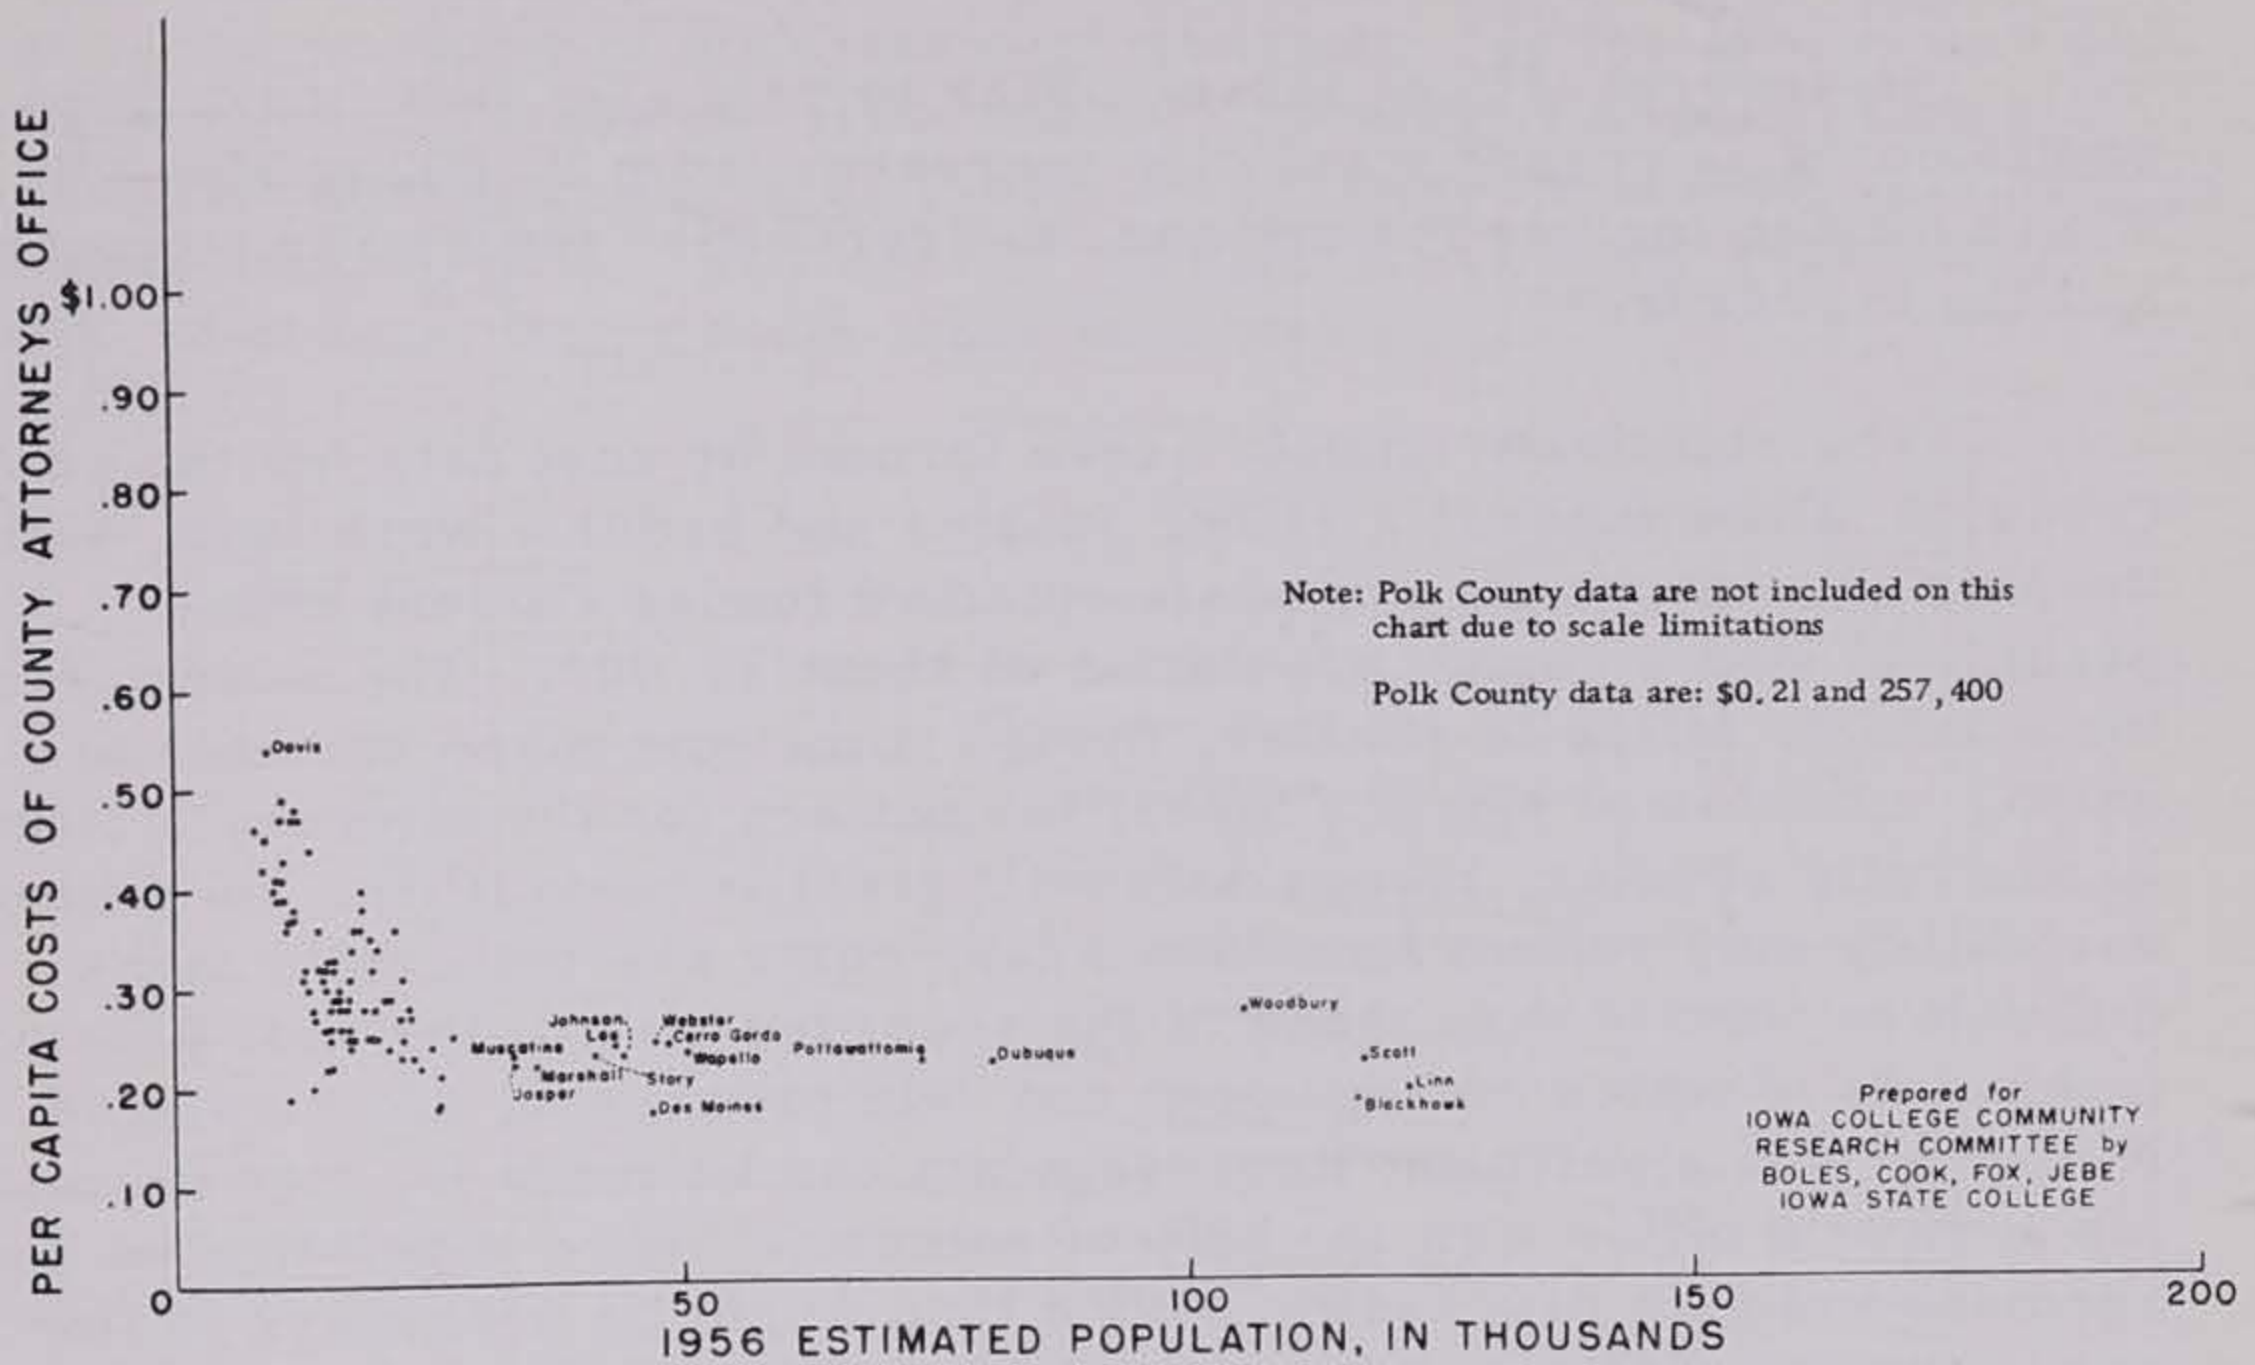 PER CAPITA COSTS OF COUNTY ATTORNEYS OFFICE
$1.00
.90
.80
.70
.60
.50
.40
.30
.20
.10
Note: Polk County data are not included on this
chart due to scale limitations
Polk County data are: $0.21 and 257,400
Davis
Woodbury
Johnson
Webster
Lee
Cerro Gordo
Muscatine
Wapello
Pottawattomie
Dubuque
Scott
Marshall
Story
Linn
Jasper
Des Moines
Blackhawk
Prepared for
IOWA COLLEGE COMMUNITY
RESEARCH COMMITTEE by
BOLES, COOK, FOX, JEBE
IOWA STATE COLLEGE
0
50
100
150
200
1956 ESTIMATED POPULATION, IN THOUSANDS